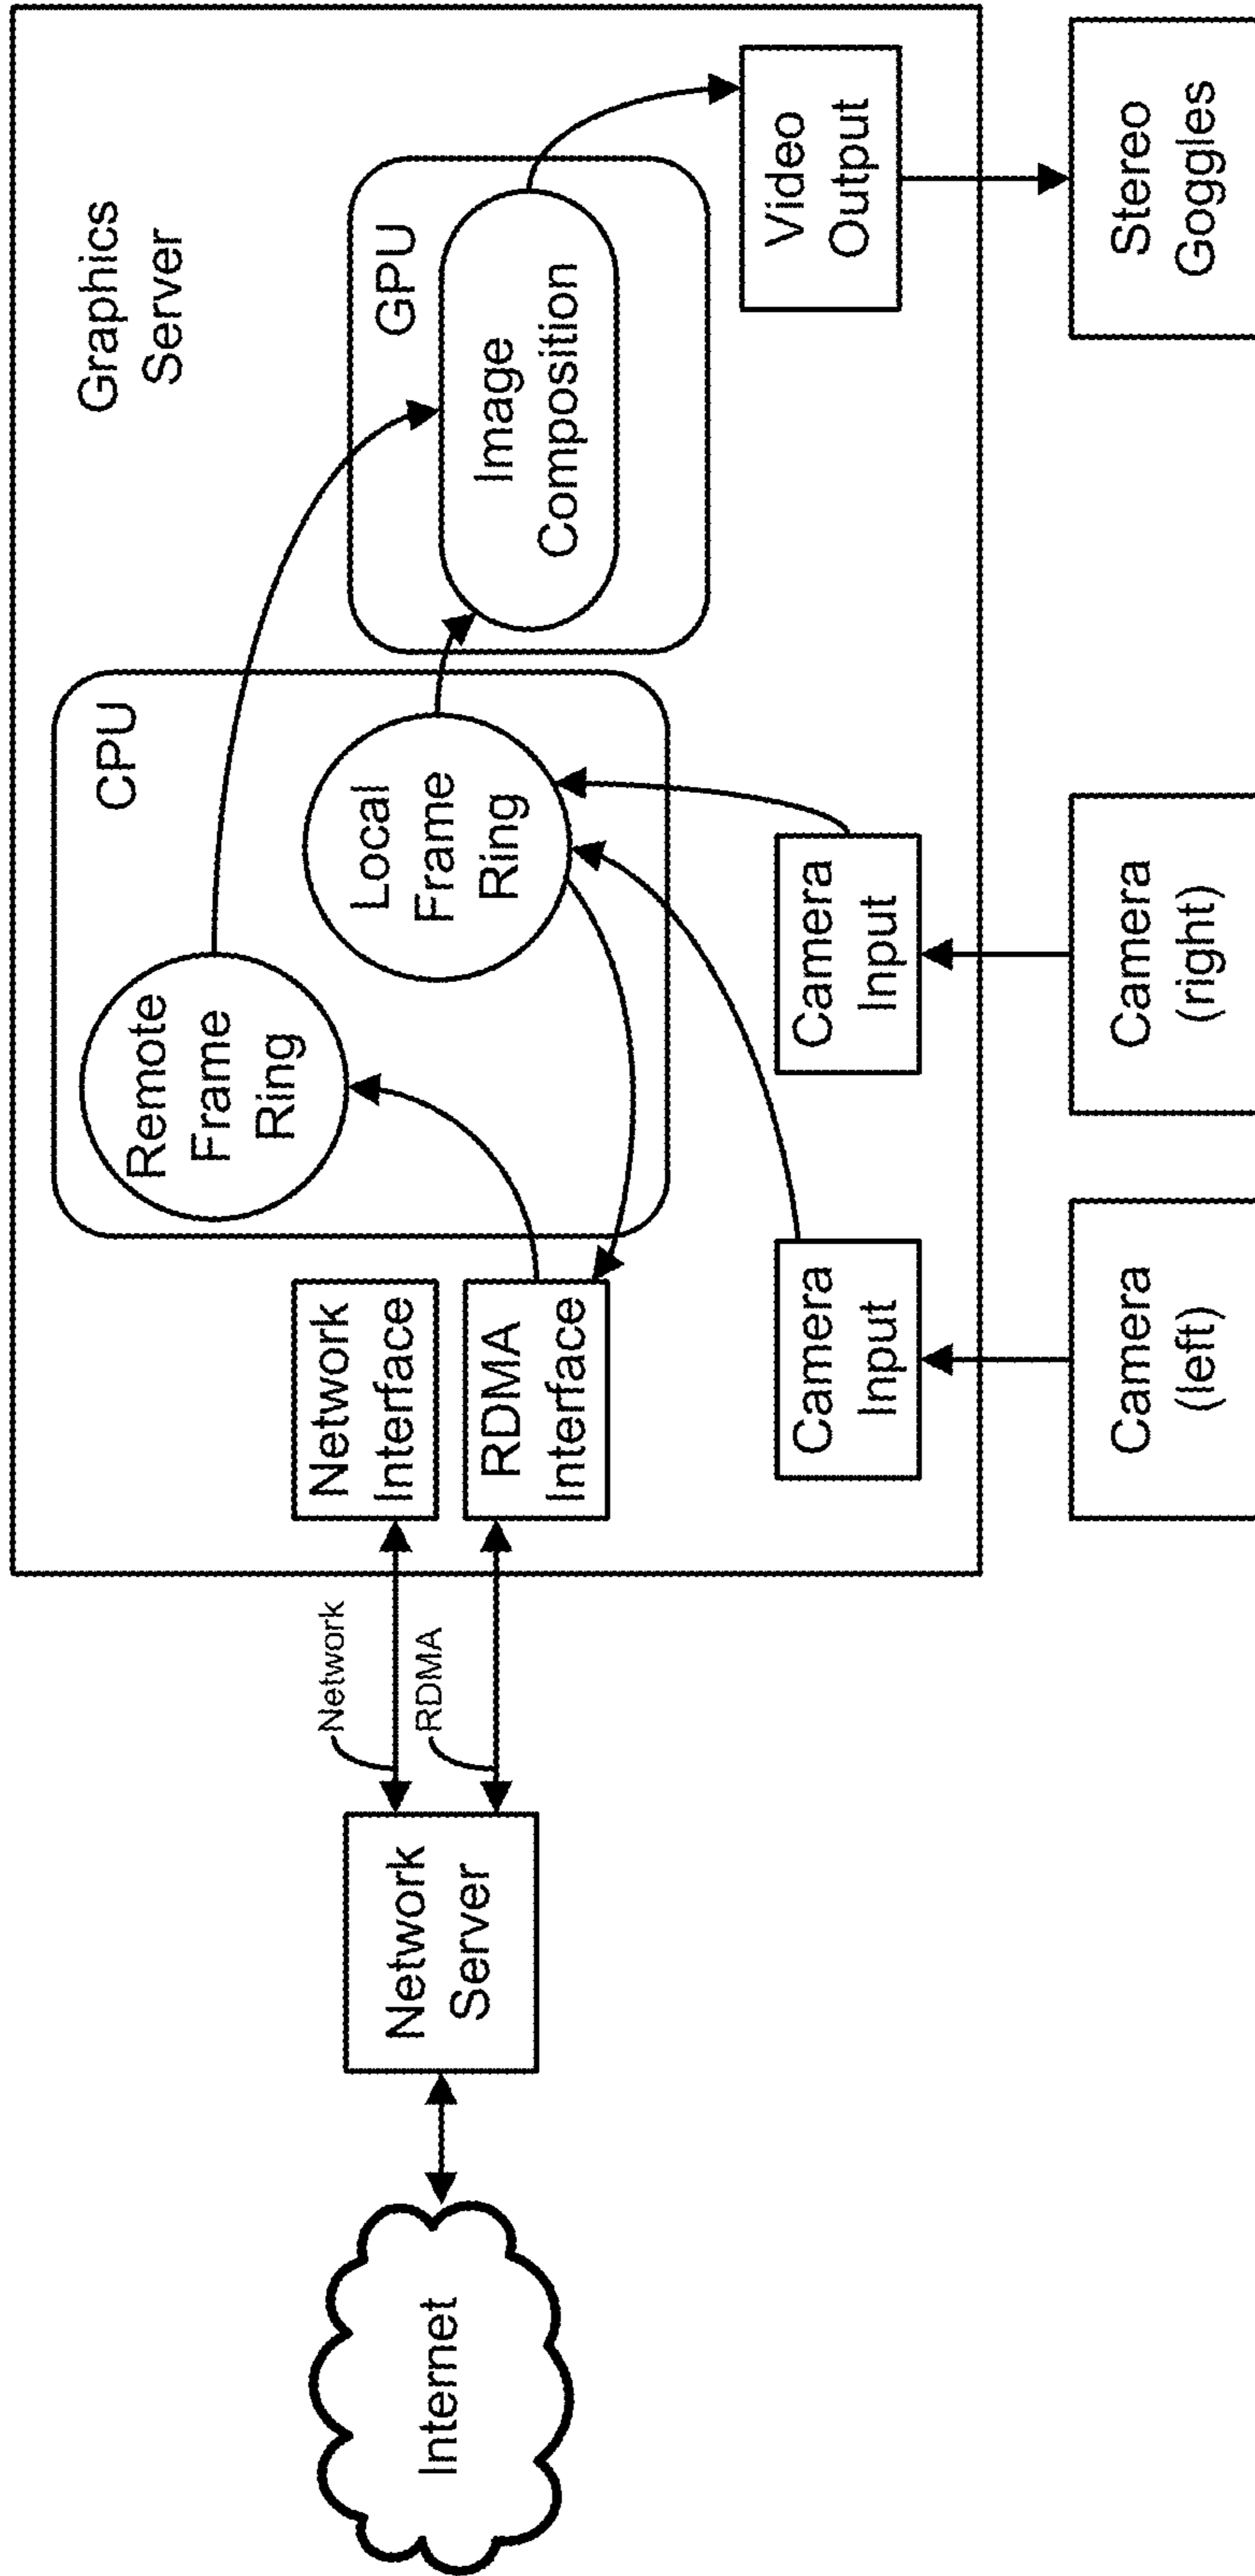 Graphics
Server
CPU
GPU
Remote
Frame
Ring
Local
Frame
Ring
Image
Composition
Network
Interface
RDMA
Interface
Network
RDMA
Internet
Network
Server
Camera
Input
Camera
Input
Video
Output
Camera
(left)
Camera
(right)
Stereo
Goggles